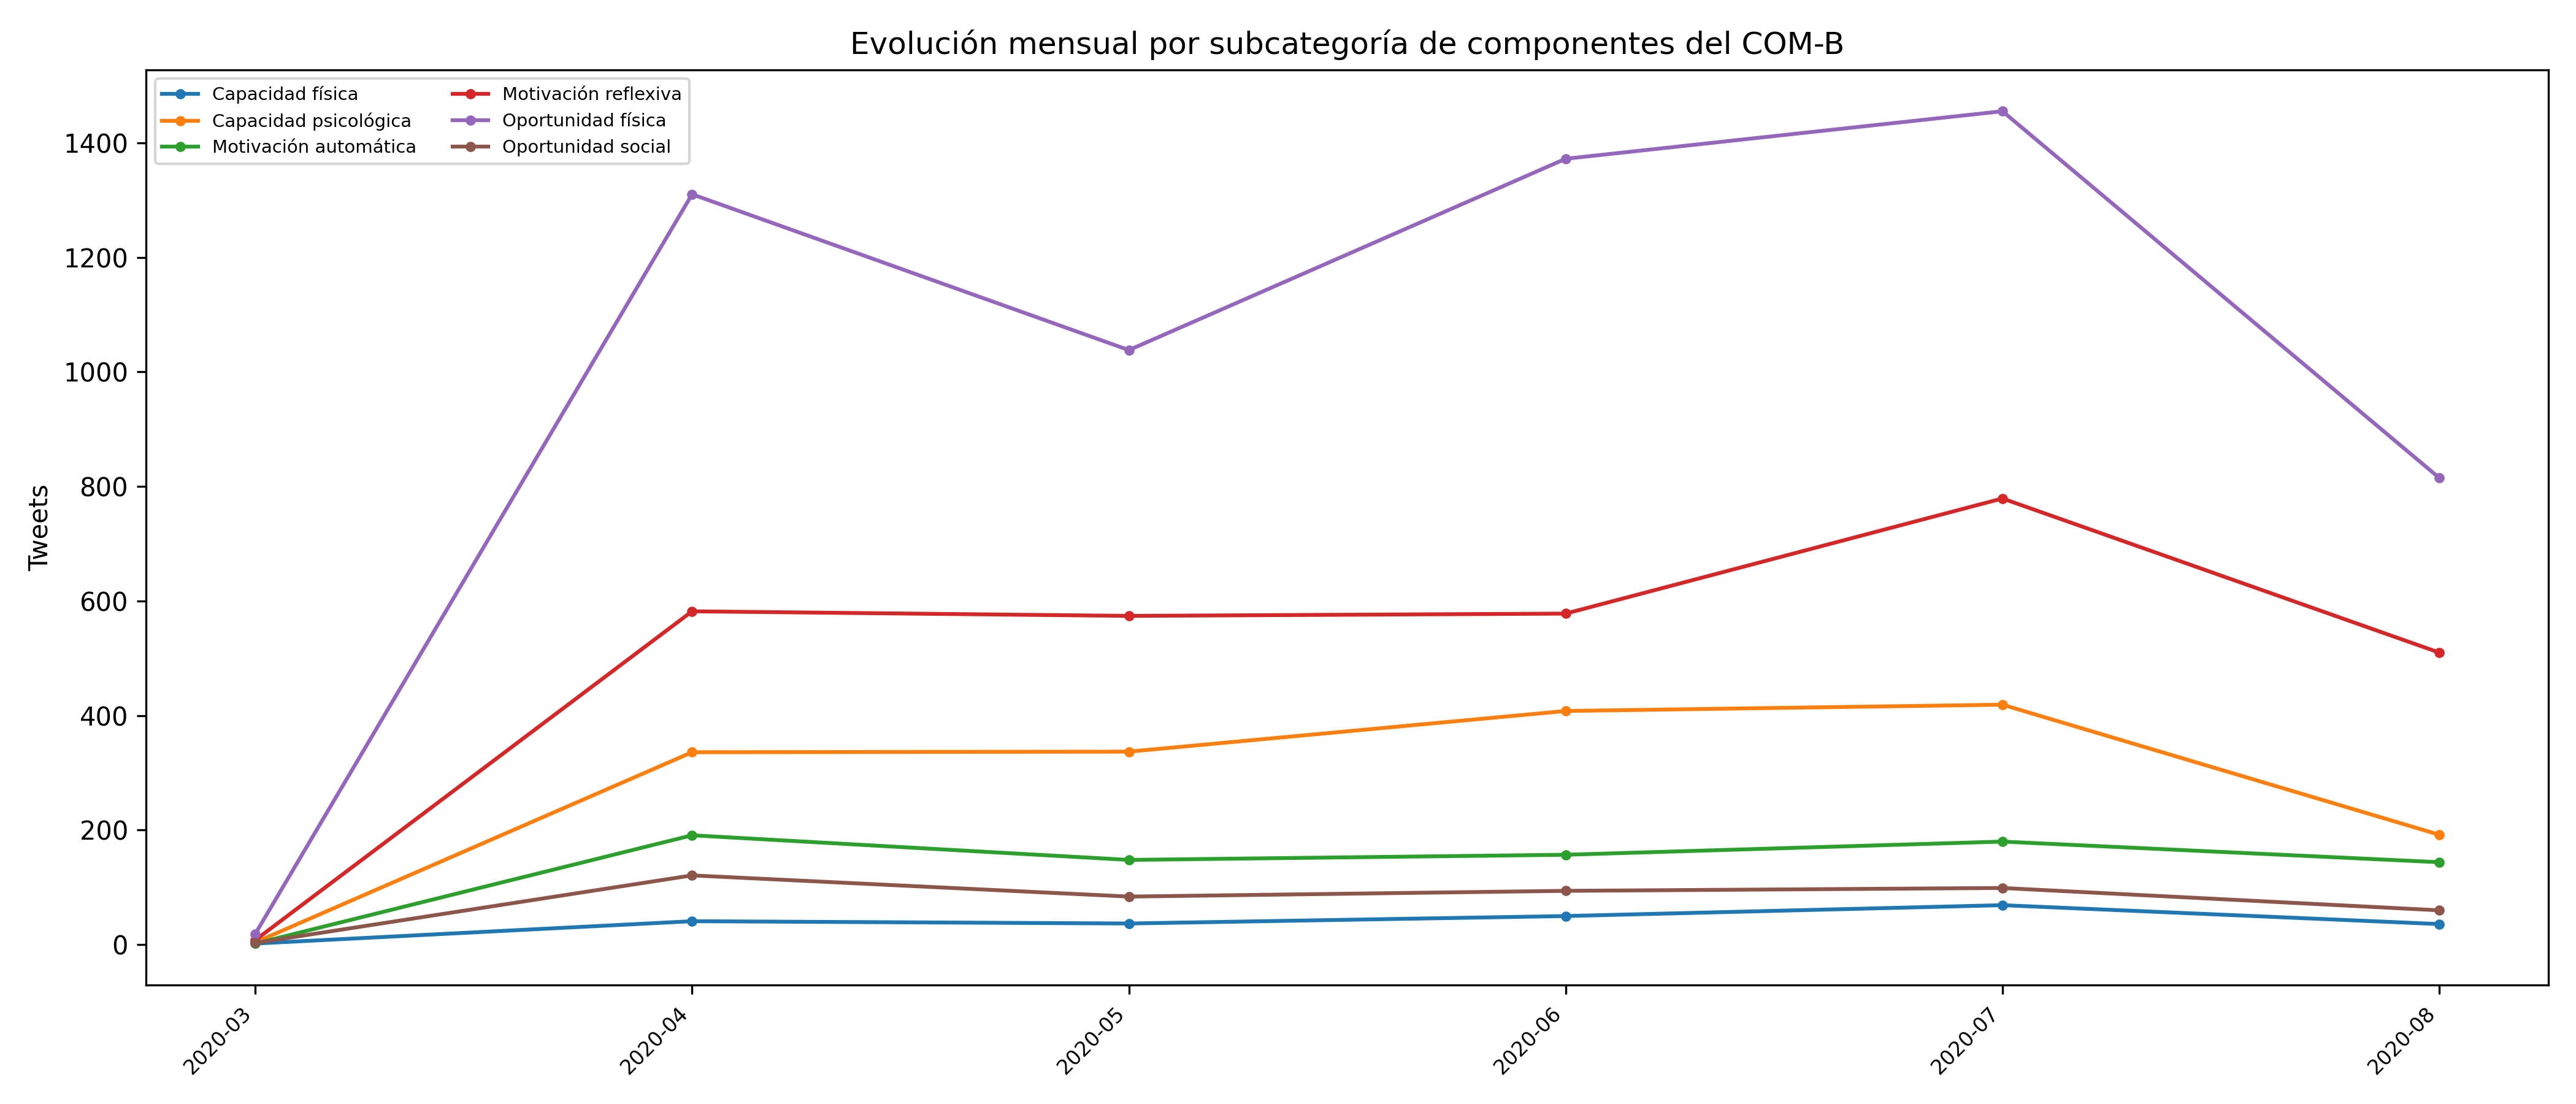 Evolución mensual por subcategoría de componentes del COM-B
Capacidad física
Capacidad psicológica
Motivación automática
Motivación reflexiva
Oportunidad física
Oportunidad social
Tweets
1400
1200
1000
800
600
400
200
0
2020-03
2020-04
2020-05
2020-06
2020-07
2020-08